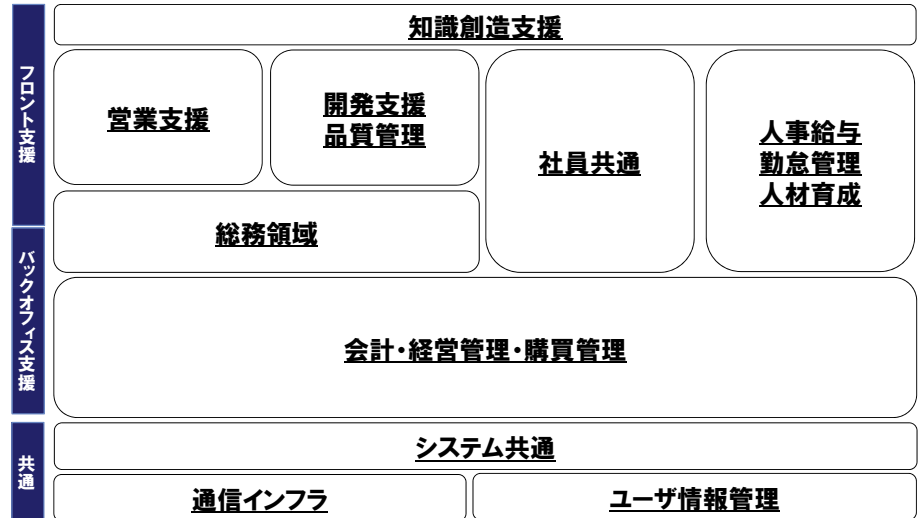 知識創造支援
フロント支援
営業支援
開発支援
品質管理
社員共通
人事給与
勤怠管理
人材育成
総務領域
バックオフィス支援
会計・経営管理・購買管理
共通
システム共通
通信インフラ
ユーザ情報管理